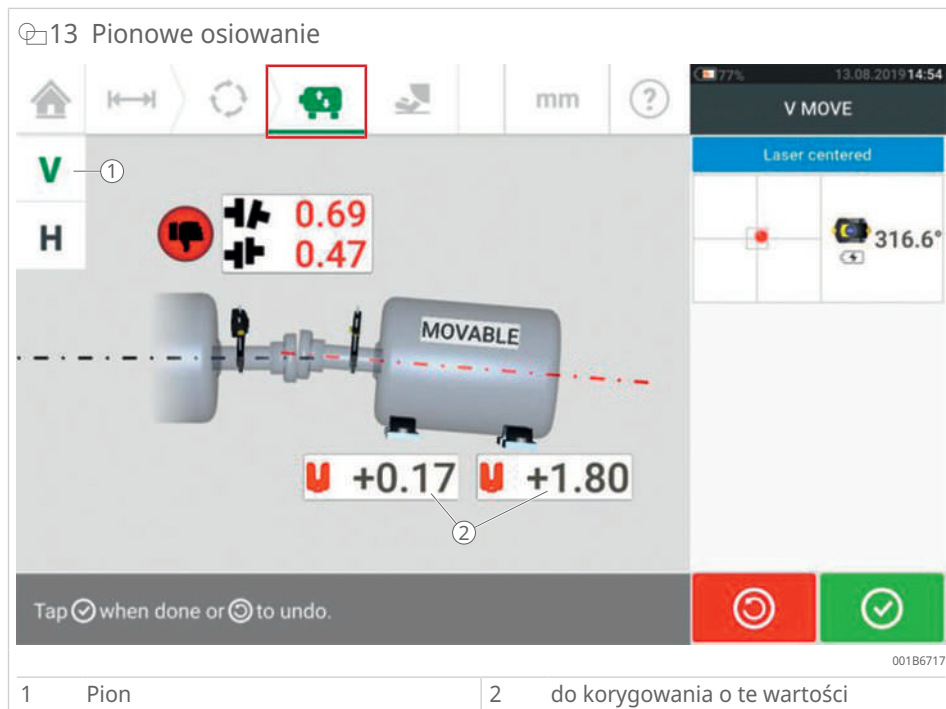 13 Pionowe osiowanie
mm
?
77% 13.08.2019 14:54
V MOVE
V
1
H
0.69
0.47
Laser centered
316.6°
MOVABLE
+0.17
+1.80
2
Tap when done or to undo.
001B6717
1 Pion
2 do korygowania o te wartości